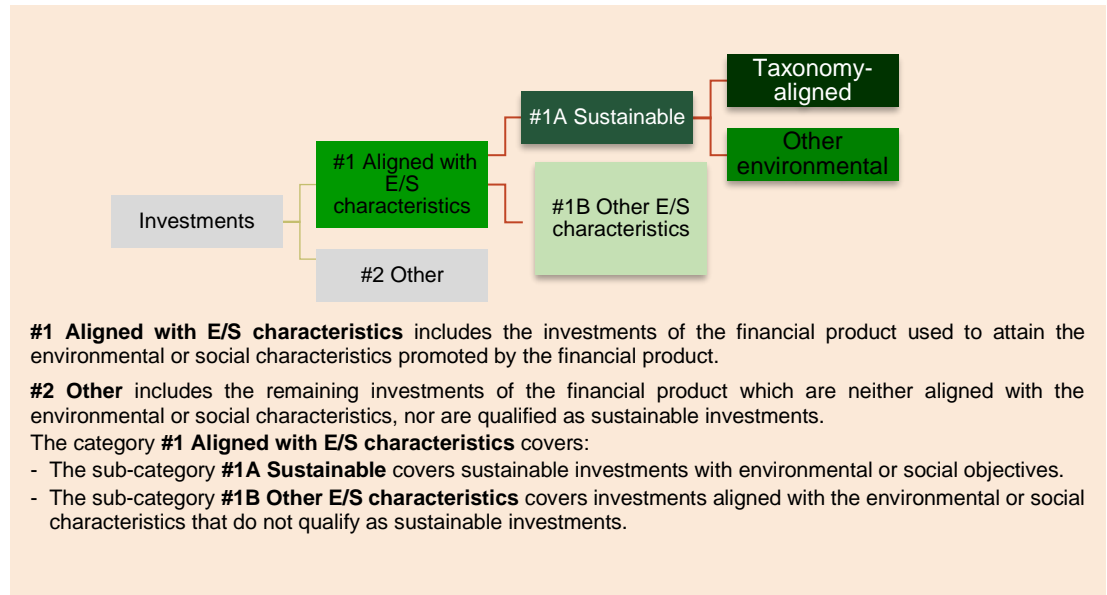 Taxonomy-
aligned
#1A Sustainable
Other
environmental
#1 Aligned with
E/S
characteristics
#1B Other E/S
characteristics
Investments
#2 Other
#1 Aligned with E/S characteristics includes the investments of the financial product used to attain the
environmental or social characteristics promoted by the financial product.
#2 Other includes the remaining investments of the financial product which are neither aligned with the
environmental or social characteristics, nor are qualified as sustainable investments.
The category #1 Aligned with E/S characteristics covers:
- The sub-category #1A Sustainable covers sustainable investments with environmental or social objectives.
- The sub-category #1B Other E/S characteristics covers investments aligned with the environmental or social
characteristics that do not qualify as sustainable investments.